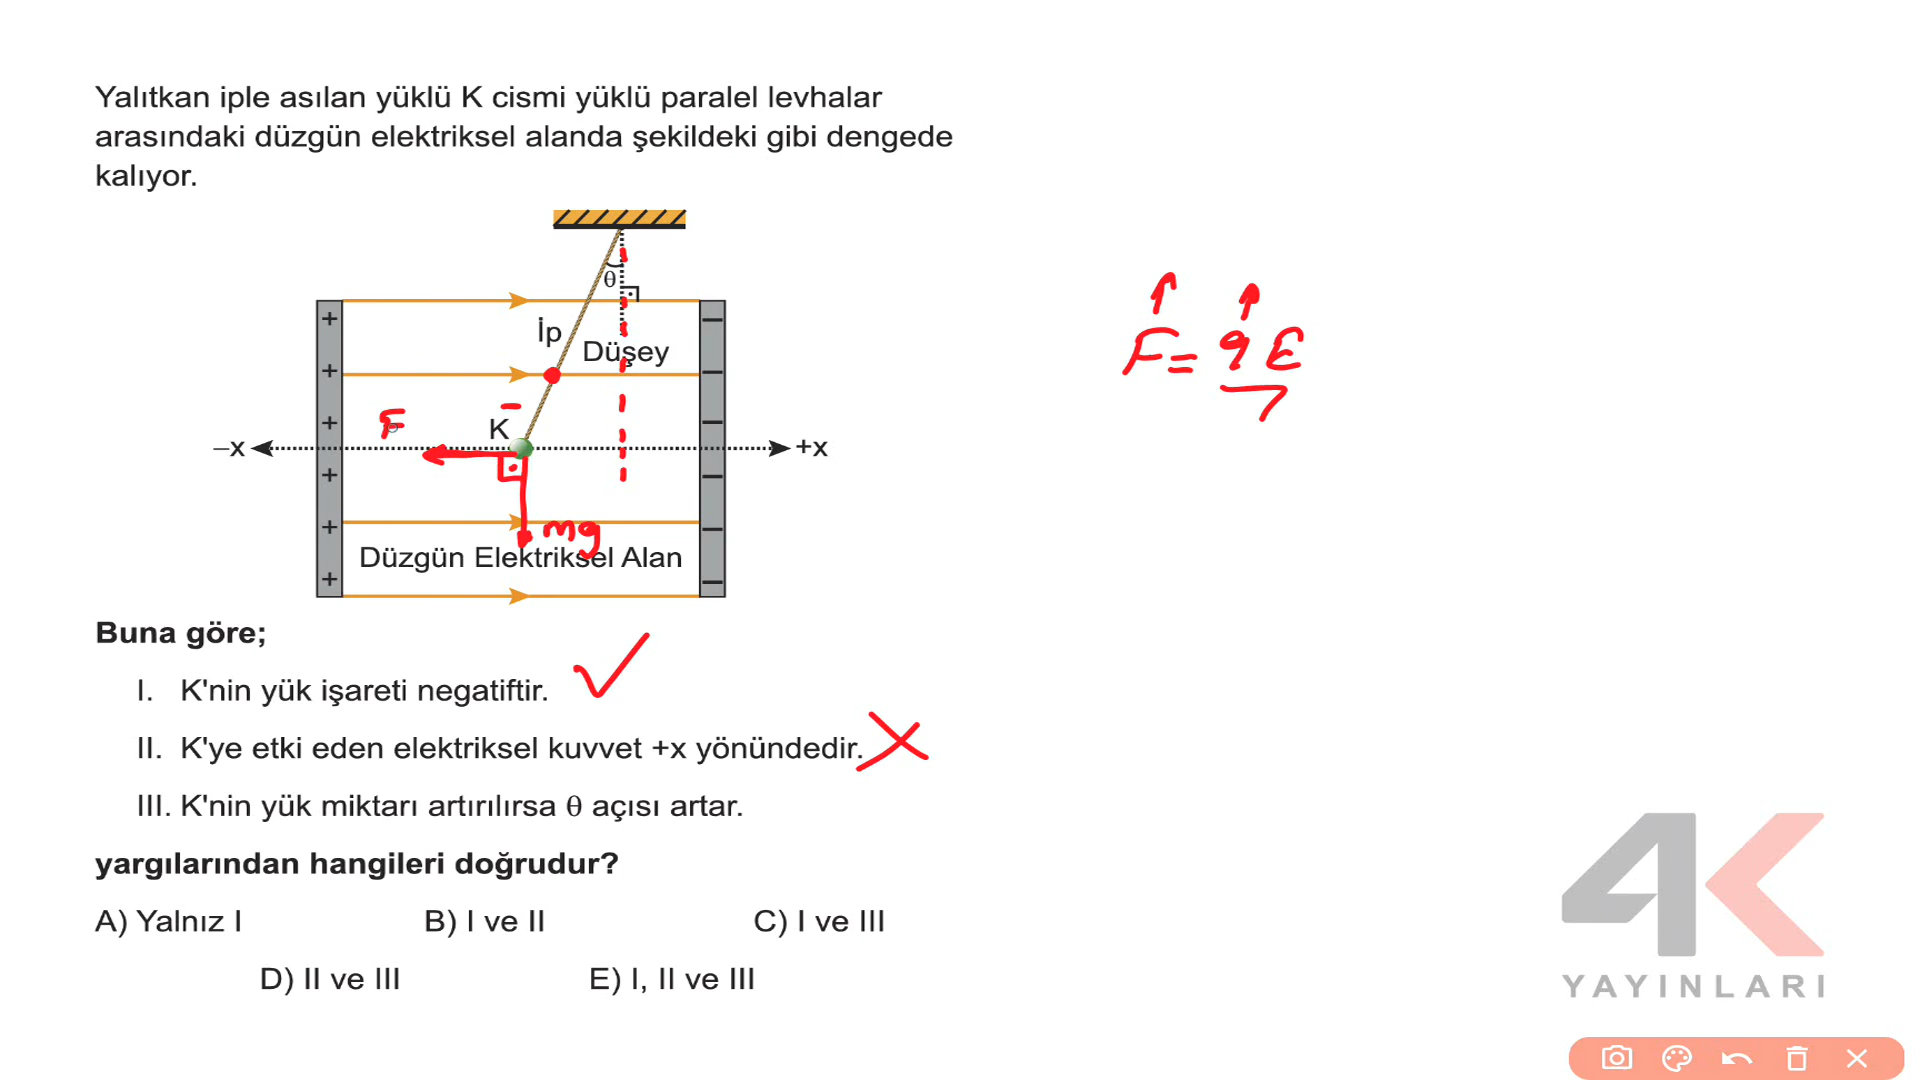 Yalıtkan iple asılan yüklü K cismi yüklü paralel levhalar
arasındaki düzgün elektriksel alanda şekildeki gibi dengede
kalıyor.
θ
İp
Düşey
F
K
–x
+x
mg
Düzgün Elektriksel Alan
F = qE
Buna göre;
I. K'nin yük işareti negatiftir.
II. K'ye etki eden elektriksel kuvvet +x yönündedir.
III. K'nin yük miktarı artırılırsa θ açısı artar.
yargılarından hangileri doğrudur?
A) Yalnız I B) I ve II C) I ve III
D) II ve III E) I, II ve III
4K
YAYINLARI